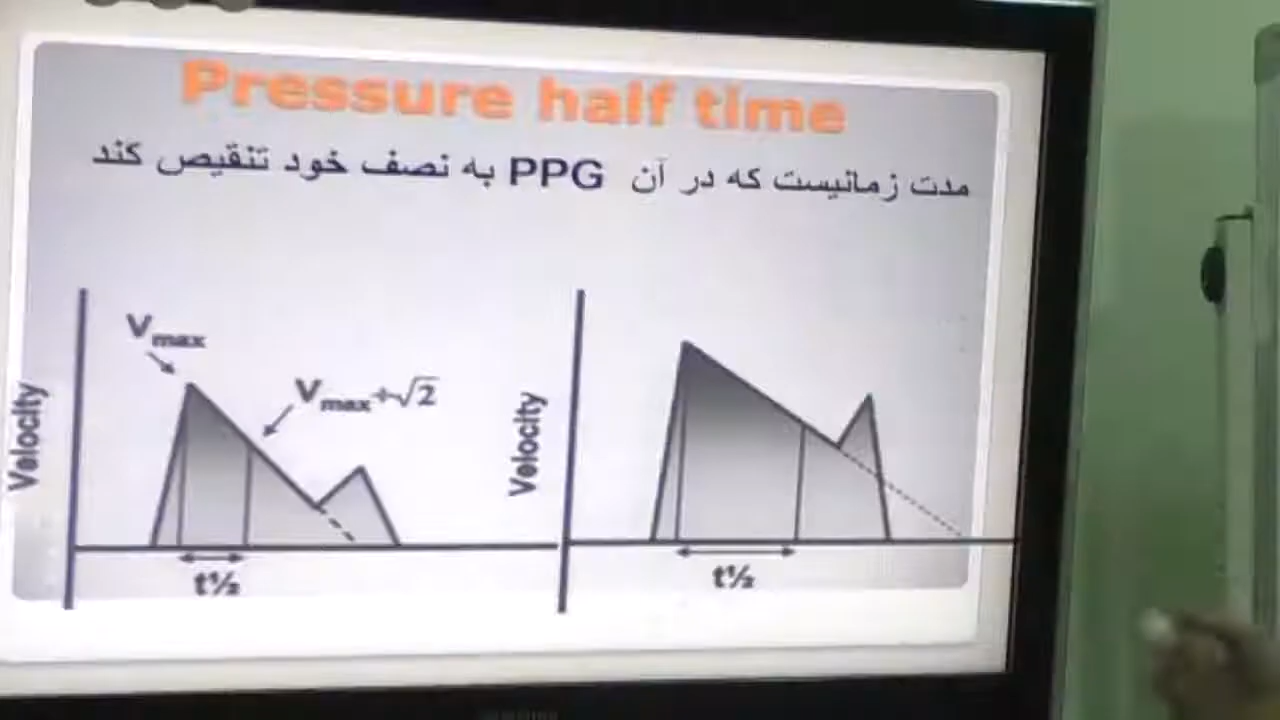 Pressure half time
مدت زمانیست که در آن PPG به نصف خود تنقیص کند
Vmax
Vmax÷√2
Velocity
t½
Velocity
t½